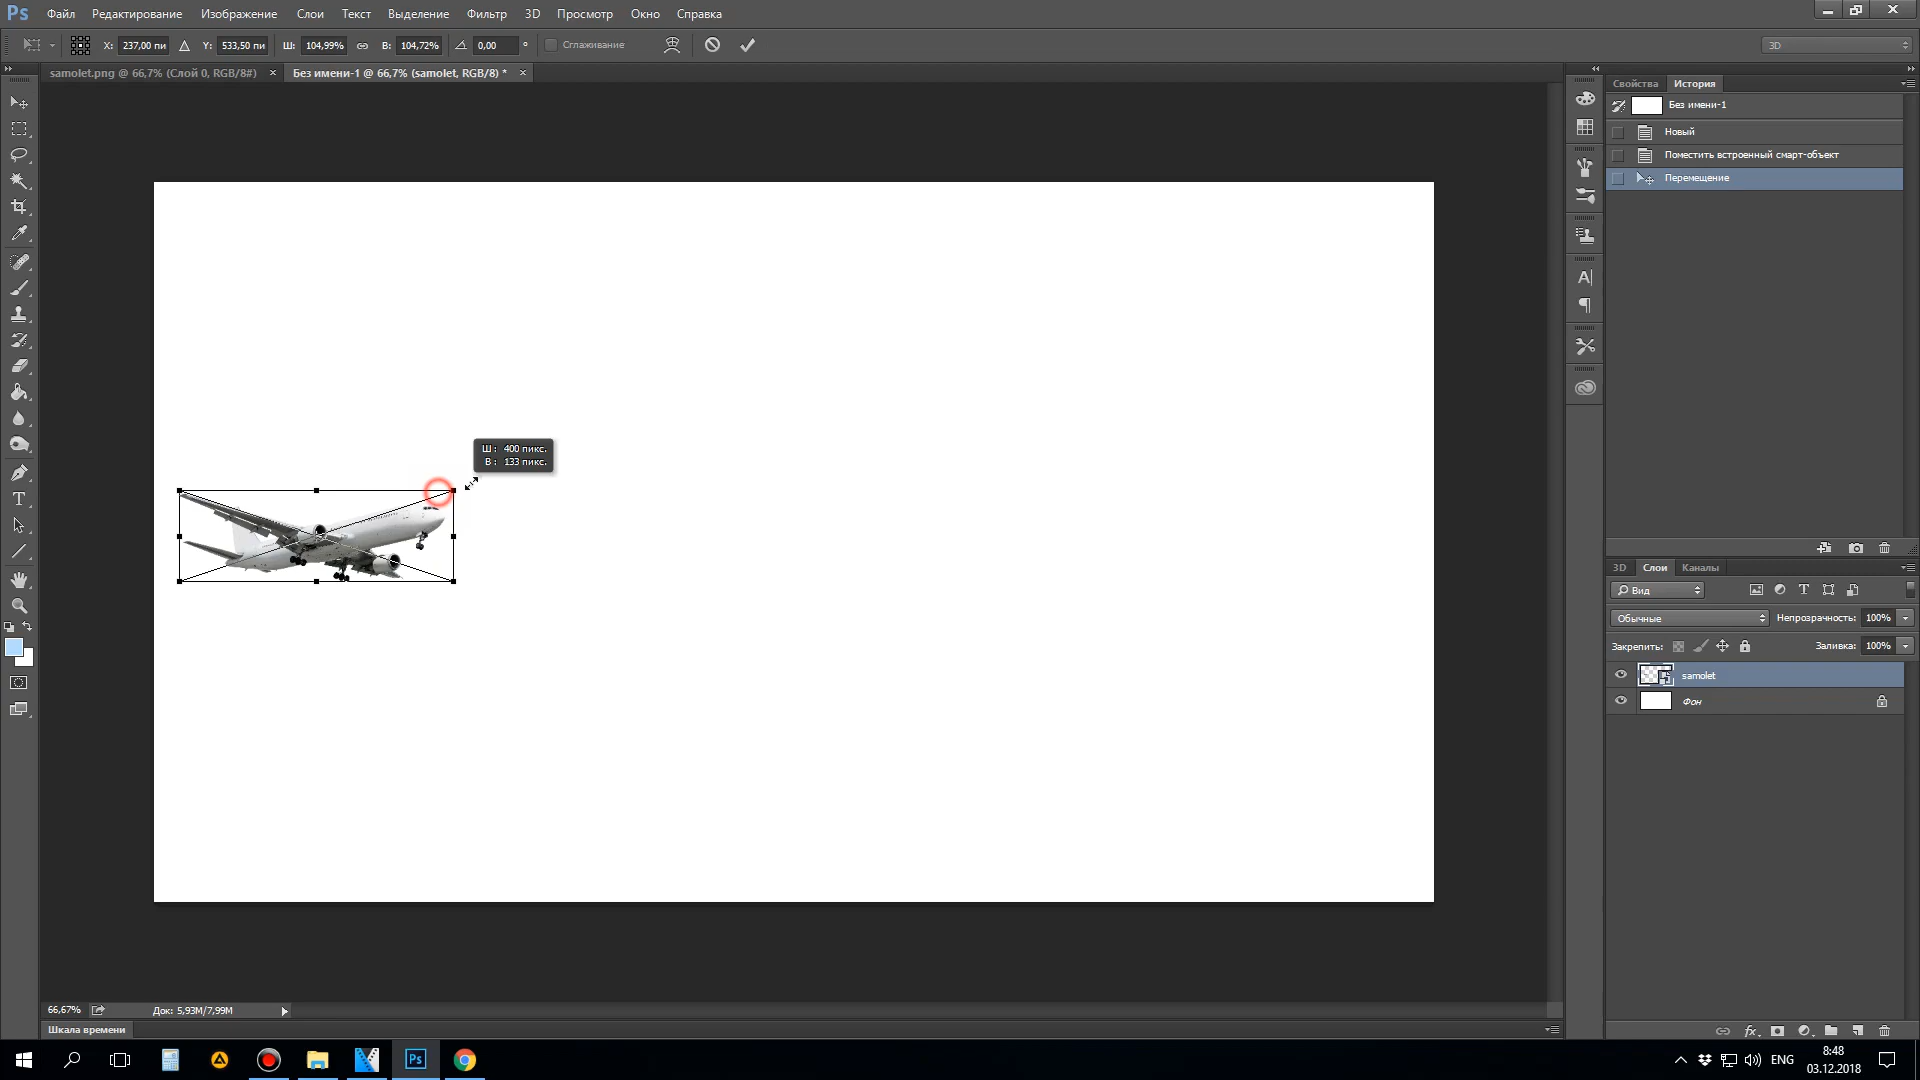 Ps Файл Редактирование Изображение Слои Текст Выделение Фильтр 3D Просмотр Окно Справка
X: 237,00 пи Y: 533,50 пи Ш: 104,99% В: 104,72% 0,00 ° Сглаживание 3D
samolet.png @ 66,7% (Слой 0, RGB/8#) × Без имени-1 @ 66,7% (samolet, RGB/8) * ×
Свойства История
Без имени-1
Новый
Поместить встроенный смарт-объект
Перемещение
Ш: 400 пикс.
В: 133 пикс.
3D Слои Каналы
Вид
Обычные Непрозрачность: 100%
Закрепить: Заливка: 100%
samolet
Фон
66,67% Док: 5,93M/7,99M
Шкала времени
Ps ENG 8:48
03.12.2018